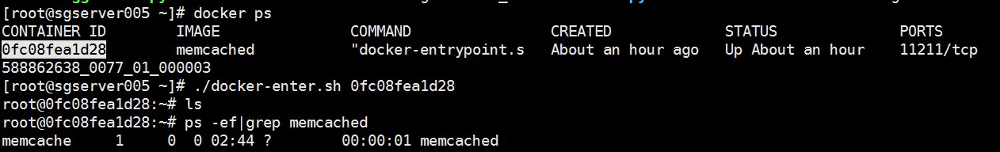 [root@sgserver005 ~]# docker ps
CONTAINER ID        IMAGE               COMMAND                CREATED             STATUS              PORTS
0fc08fea1d28        memcached           "docker-entrypoint.s   About an hour ago   Up About an hour    11211/tcp
588862638_0077_01_000003
[root@sgserver005 ~]# ./docker-enter.sh 0fc08fea1d28
root@0fc08fea1d28:~# ls
root@0fc08fea1d28:~# ps -ef|grep memcached
memcache     1     0  0 02:44 ?        00:00:01 memcached